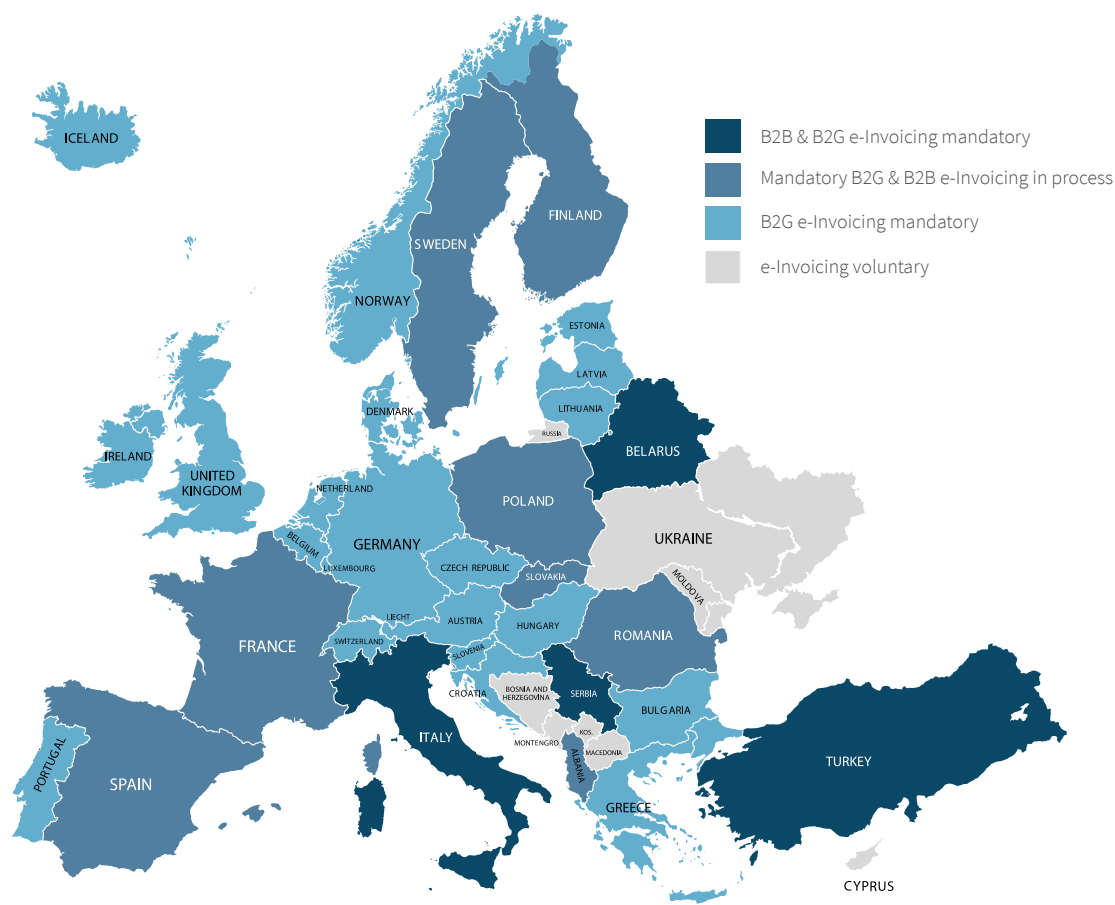 ICELAND
B2B & B2G e-Invoicing mandatory
Mandatory B2G & B2B e-Invoicing in process
B2G e-Invoicing mandatory
e-Invoicing voluntary
FINLAND
SWEDEN
NORWAY
ESTONIA
LATVIA
LITHUANIA
DENMARK
RUSSIA
BELARUS
IRELAND
UNITED
KINGDOM
NETHERLAND
POLAND
BELGIUM
GERMANY
UKRAINE
LUXEMBOURG
CZECH REPUBLIC
SLOVAKIA
MOLDOVA
LIECHT
AUSTRIA
HUNGARY
ROMANIA
FRANCE
SWITZERLAND
SLOVENIA
CROATIA
BOSNIA AND
HERZEGOVINA
SERBIA
BULGARIA
ITALY
MONTENGRO
KOS.
MACEDONIA
ALBANIA
PORTUGAL
SPAIN
GREECE
TURKEY
CYPRUS